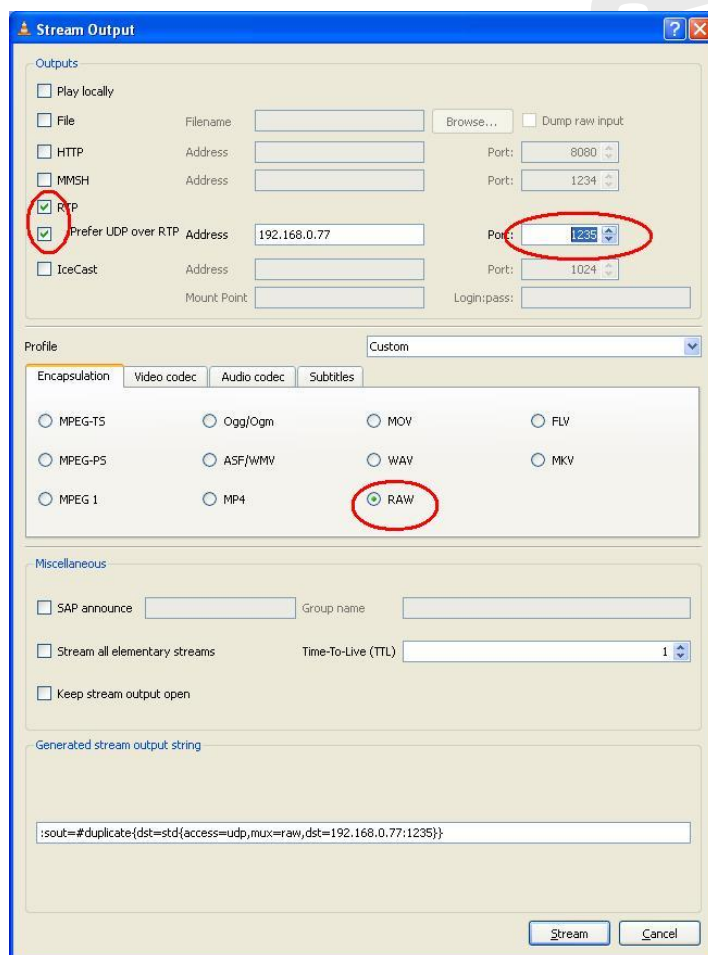 Stream Output
Outputs
Play locally
File Filename Browse... Dump raw input
HTTP Address Port: 8080
MMSH Address Port: 1234
RTP
Prefer UDP over RTP Address 192.168.0.77 Port: 1235
IceCast Address Port: 1024
Mount Point Login:pass:
Profile Custom
Encapsulation Video codec Audio codec Subtitles
MPEG-TS Ogg/Ogm MOV FLV
MPEG-PS ASF/WMV WAV MKV
MPEG 1 MP4 RAW
Miscellaneous
SAP announce Group name
Stream all elementary streams Time-To-Live (TTL) 1
Keep stream output open
Generated stream output string
:sout=#duplicate{dst=std{access=udp,mux=raw,dst=192.168.0.77:1235}}
Stream Cancel